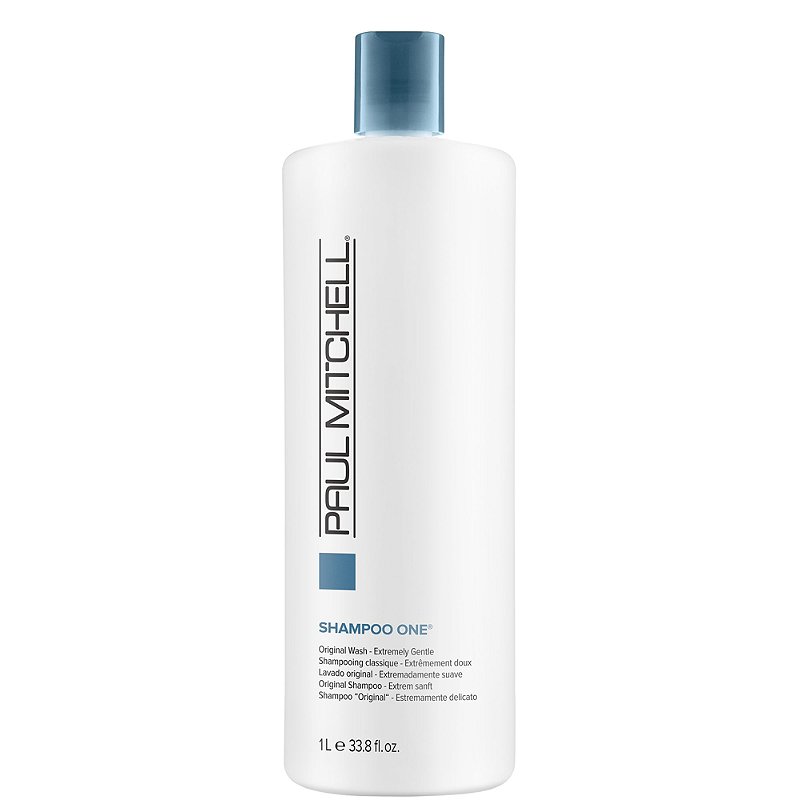 PAUL MITCHELL®
SHAMPOO ONE®
Original Wash - Extremely Gentle
Shampooing classique - Extrêmement doux
Lavado original - Extremadamente suave
Original Shampoo - Extrem sanft
Shampoo "Original" - Estremamente delicato
1L ℮ 33.8 fl.oz.